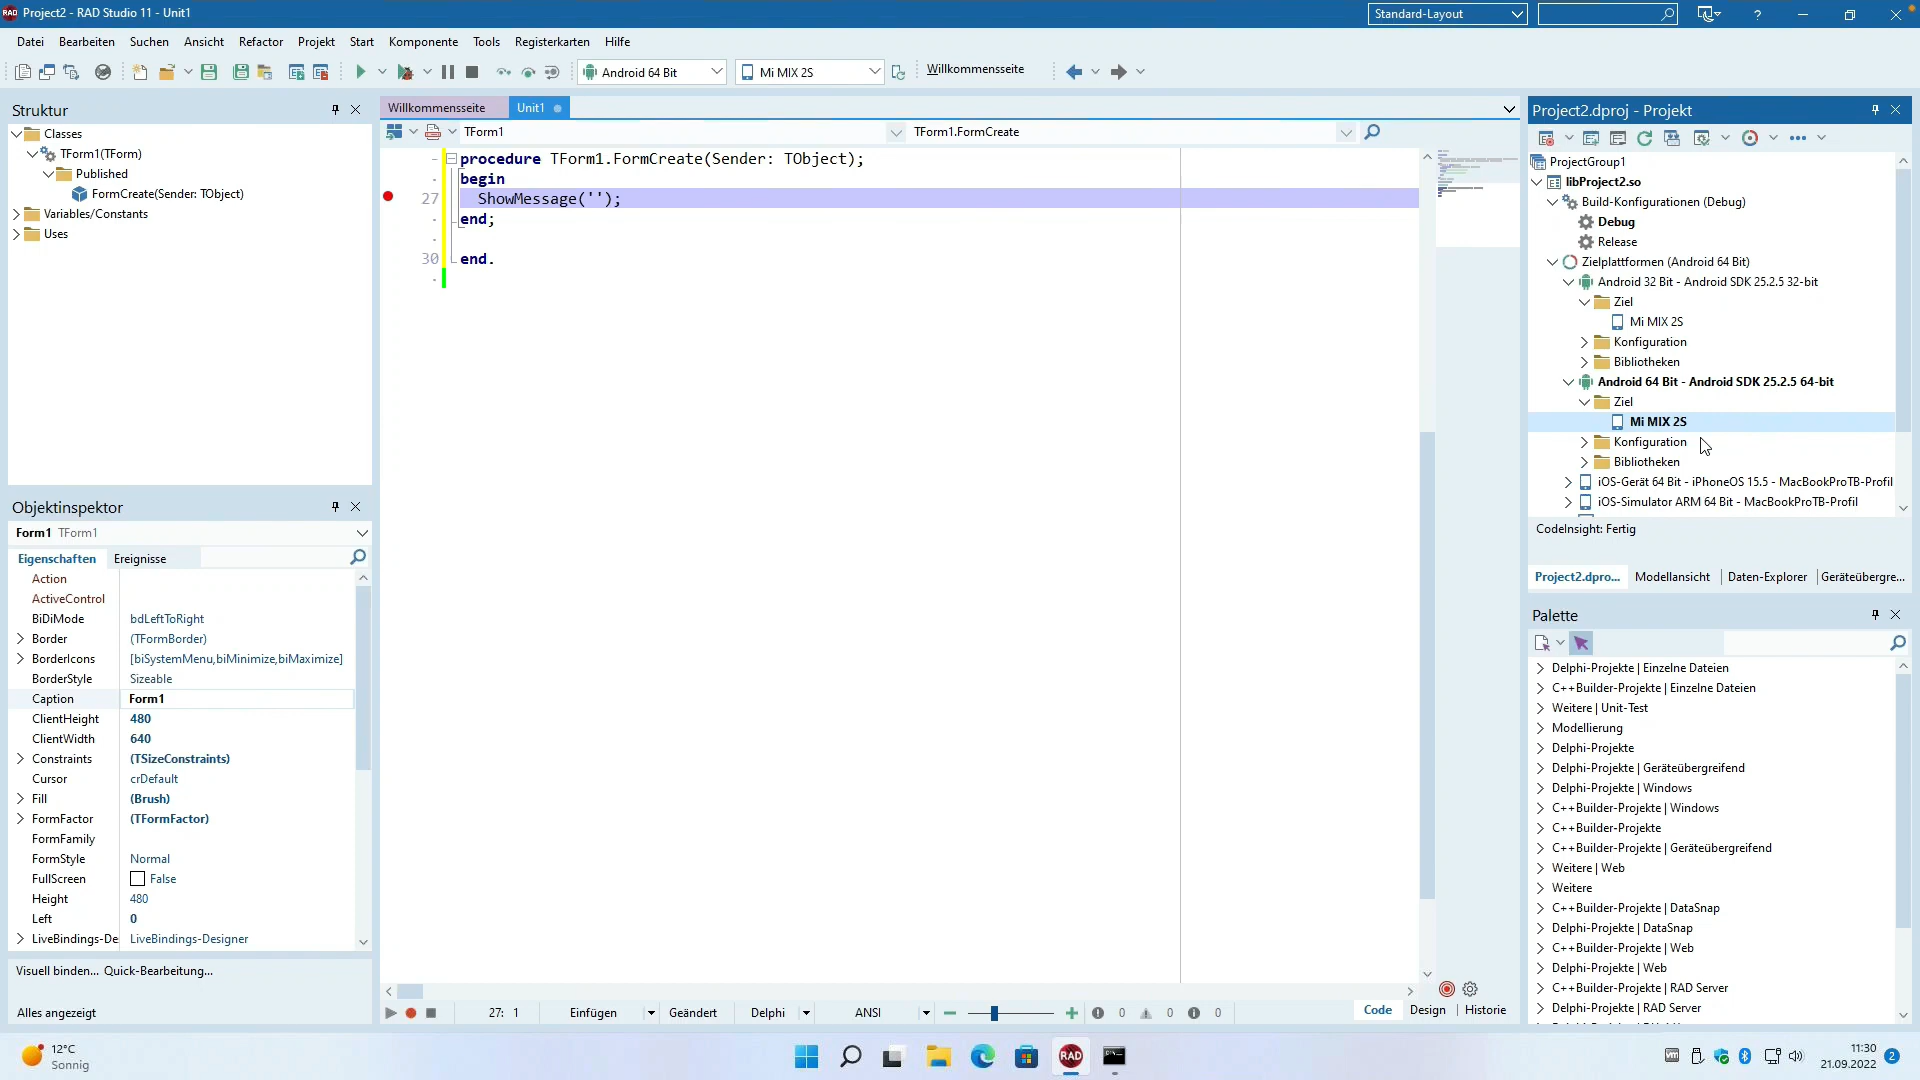 RAD Project2 - RAD Studio 11 - Unit1
Standard-Layout
Datei Bearbeiten Suchen Ansicht Refactor Projekt Start Komponente Tools Registerkarten Hilfe
Android 64 Bit
Mi MIX 2S
Willkommensseite
Struktur
Classes
TForm1(TForm)
Published
FormCreate(Sender: TObject)
Variables/Constants
Uses
Objektinspektor
Form1 TForm1
Eigenschaften Ereignisse
Action
ActiveControl
BiDiMode bdLeftToRight
Border (TFormBorder)
BorderIcons [biSystemMenu,biMinimize,biMaximize]
BorderStyle Sizeable
Caption Form1
ClientHeight 480
ClientWidth 640
Constraints (TSizeConstraints)
Cursor crDefault
Fill (Brush)
FormFactor (TFormFactor)
FormFamily
FormStyle Normal
FullScreen False
Height 480
Left 0
LiveBindings-De LiveBindings-Designer
Visuell binden... Quick-Bearbeitung...
Alles angezeigt
Willkommensseite Unit1
TForm1 TForm1.FormCreate
procedure TForm1.FormCreate(Sender: TObject);
begin
27 ShowMessage('');
end;
30 end.
27: 1 Einfügen Geändert Delphi ANSI 0 0 0
Code Design Historie
Project2.dproj - Projekt
ProjectGroup1
libProject2.so
Build-Konfigurationen (Debug)
Debug
Release
Zielplattformen (Android 64 Bit)
Android 32 Bit - Android SDK 25.2.5 32-bit
Ziel
Mi MIX 2S
Konfiguration
Bibliotheken
Android 64 Bit - Android SDK 25.2.5 64-bit
Ziel
Mi MIX 2S
Konfiguration
Bibliotheken
iOS-Gerät 64 Bit - iPhoneOS 15.5 - MacBookProTB-Profil
iOS-Simulator ARM 64 Bit - MacBookProTB-Profil
CodeInsight: Fertig
Project2.dpro... Modellansicht Daten-Explorer Geräteübergre...
Palette
Delphi-Projekte | Einzelne Dateien
C++Builder-Projekte | Einzelne Dateien
Weitere | Unit-Test
Modellierung
Delphi-Projekte
Delphi-Projekte | Geräteübergreifend
Delphi-Projekte | Windows
C++Builder-Projekte | Windows
C++Builder-Projekte
C++Builder-Projekte | Geräteübergreifend
Weitere | Web
Weitere
C++Builder-Projekte | DataSnap
Delphi-Projekte | DataSnap
C++Builder-Projekte | Web
Delphi-Projekte | Web
C++Builder-Projekte | RAD Server
Delphi-Projekte | RAD Server
12°C
Sonnig
RAD
11:30
21.09.2022
2